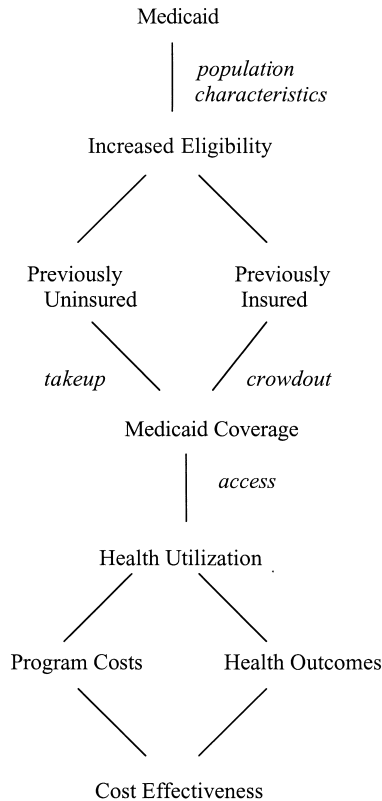 Medicaid
population
characteristics
Increased Eligibility
Previously
Uninsured
Previously
Insured
takeup
crowdout
Medicaid Coverage
access
Health Utilization
Program Costs
Health Outcomes
Cost Effectiveness